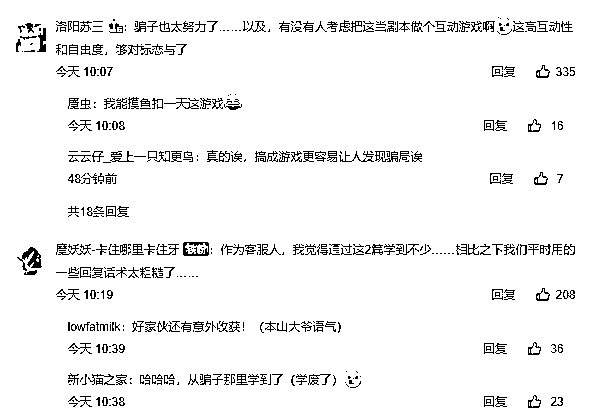 洛阳苏三：骗子也太努力了……以及，有没有人考虑把这当剧本做个互动游戏啊这高互动性
和自由度，够对标恋与了
今天 10:07 回复 335
魇虫：我能摸鱼扣一天这游戏
今天 10:08 回复 16
云云仔_爱上一只知更鸟：真的诶，搞成游戏更容易让人发现骗局诶
48分钟前 回复 7
共18条回复
魔妖妖-卡住哪里卡住牙：作为客服人，我觉得通过这2篇学到不少……相比之下我们平时用的
一些回复话术太粗糙了……
今天 10:19 回复 208
lowfatmilk：好家伙还有意外收获！（本山大爷语气）
今天 10:39 回复 36
新小猫之家：哈哈哈，从骗子那里学到了（学废了）
今天 10:38 回复 23